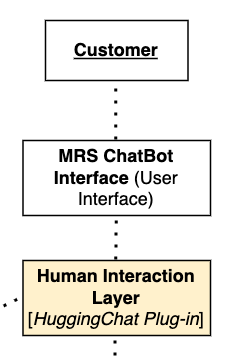 Customer
MRS ChatBot
Interface (User
Interface)
Human Interaction
Layer
[HuggingChat Plug-in]